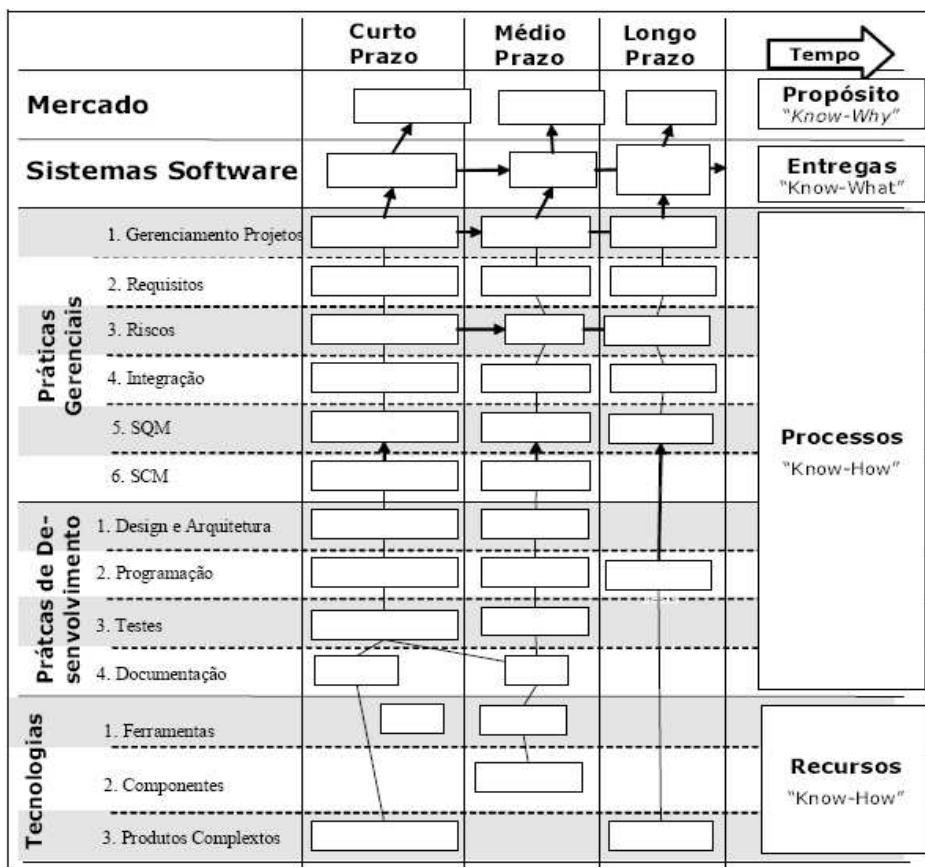 Curto
Prazo
Médio
Prazo
Longo
Prazo
Tempo
Mercado
Propósito
“Know-Why”
Sistemas Software
Entregas
“Know-What”
Práticas
Gerenciais
1. Gerenciamento Projetos
2. Requisitos
3. Riscos
4. Integração
5. SQM
6. SCM
Processos
“Know-How”
Prátcas de De-
senvolvimento
1. Design e Arquitetura
2. Programação
3. Testes
4. Documentação
Tecnologias
1. Ferramentas
2. Componentes
3. Produtos Complextos
Recursos
“Know-How”